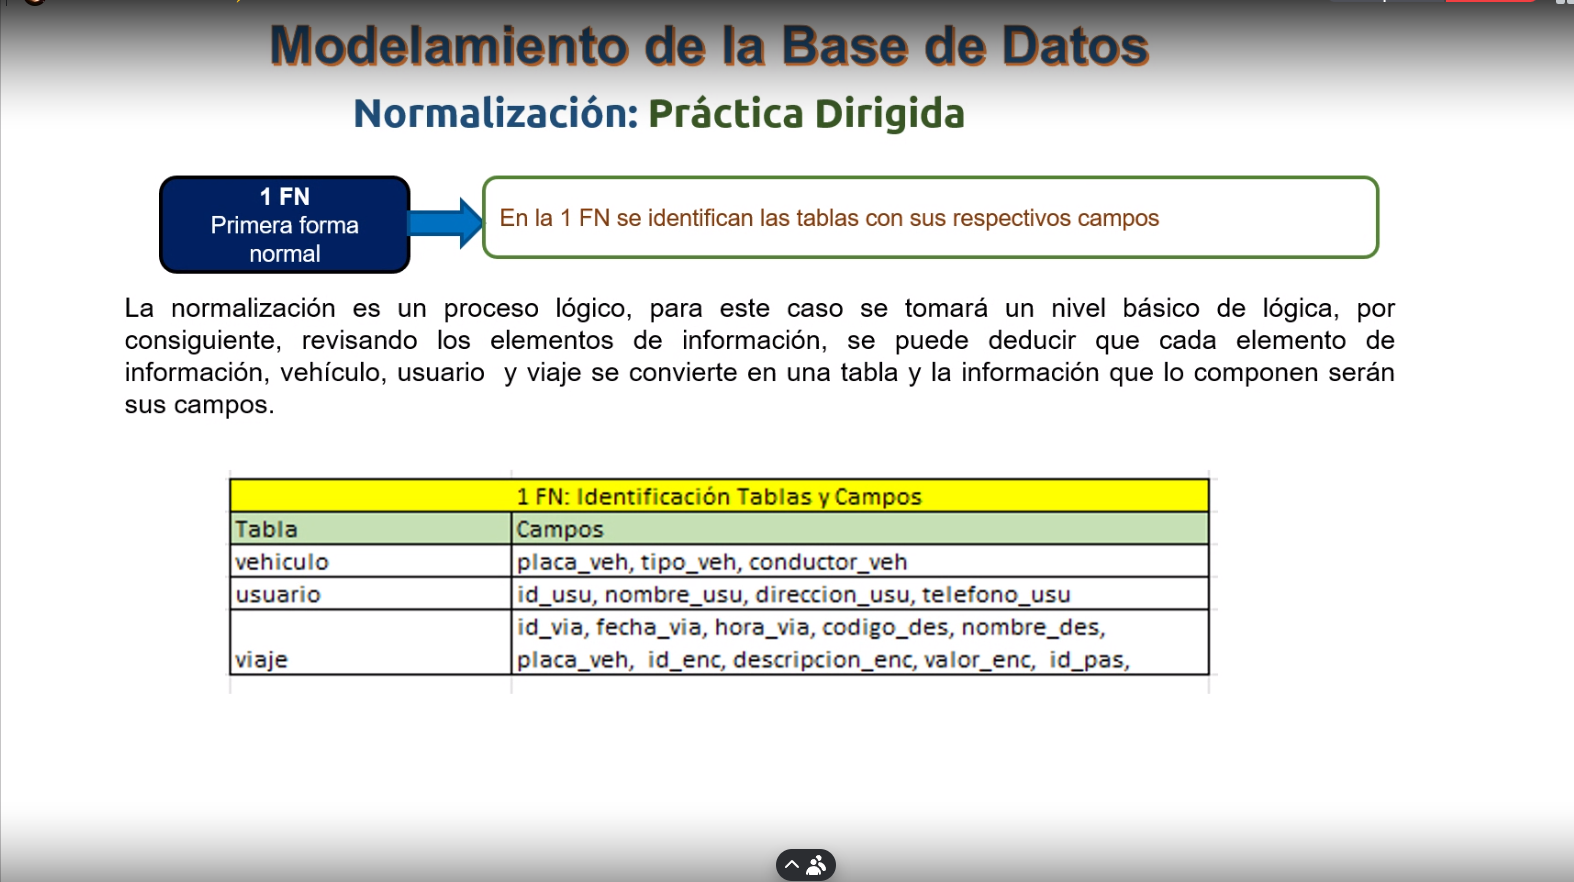 Modelamiento de la Base de Datos
Normalización: Práctica Dirigida
1 FN
Primera forma
normal
En la 1 FN se identifican las tablas con sus respectivos campos
La normalización es un proceso lógico, para este caso se tomará un nivel básico de lógica, por
consiguiente, revisando los elementos de información, se puede deducir que cada elemento de
información, vehículo, usuario y viaje se convierte en una tabla y la información que lo componen serán
sus campos.
1 FN: Identificación Tablas y Campos
Tabla Campos
vehiculo placa_veh, tipo_veh, conductor_veh
usuario id_usu, nombre_usu, direccion_usu, telefono_usu
id_via, fecha_via, hora_via, codigo_des, nombre_des,
viaje placa_veh, id_enc, descripcion_enc, valor_enc, id_pas,